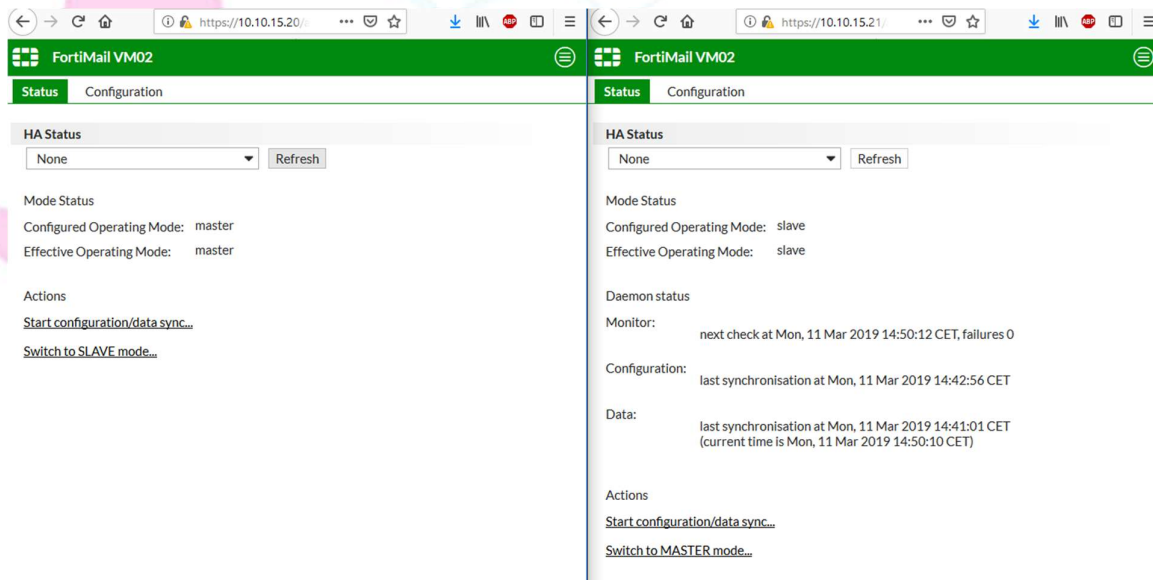 https://10.10.15.20/
FortiMail VM02
Status Configuration
HA Status
None Refresh
Mode Status
Configured Operating Mode: master
Effective Operating Mode: master
Actions
Start configuration/data sync...
Switch to SLAVE mode...
https://10.10.15.21/
FortiMail VM02
Status Configuration
HA Status
None Refresh
Mode Status
Configured Operating Mode: slave
Effective Operating Mode: slave
Daemon status
Monitor:
next check at Mon, 11 Mar 2019 14:50:12 CET, failures 0
Configuration:
last synchronisation at Mon, 11 Mar 2019 14:42:56 CET
Data:
last synchronisation at Mon, 11 Mar 2019 14:41:01 CET
(current time is Mon, 11 Mar 2019 14:50:10 CET)
Actions
Start configuration/data sync...
Switch to MASTER mode...